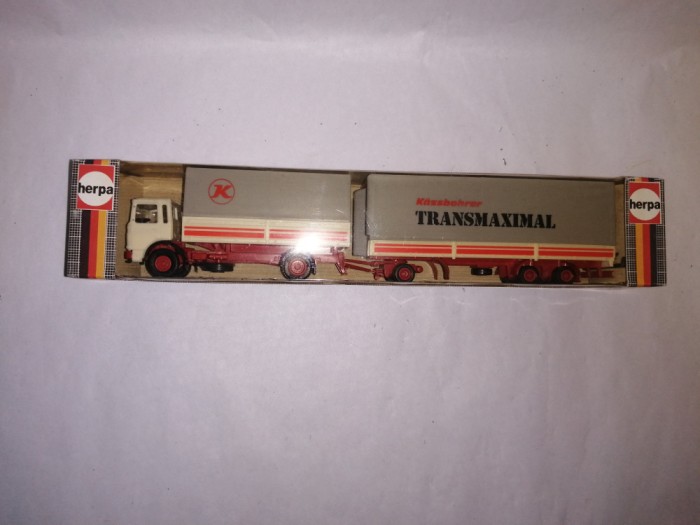 herpa
K
Kässbohrer
TRANSMAXIMAL
herpa